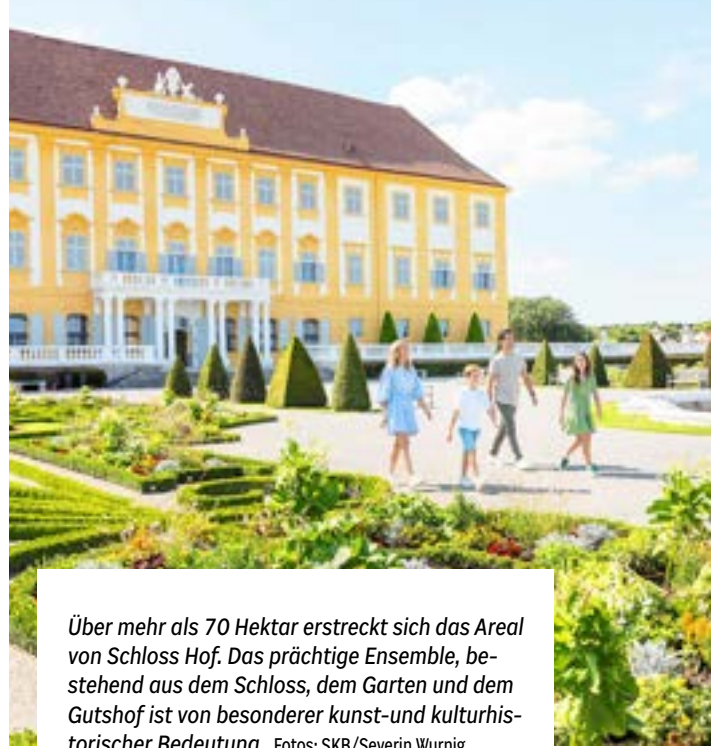 Über mehr als 70 Hektar erstreckt sich das Areal
von Schloss Hof. Das prächtige Ensemble, be-
stehend aus dem Schloss, dem Garten und dem
Gutshof ist von besonderer kunst-und kulturhis-
torischer Bedeutung. Fotos: SKB/Severin Wurnig